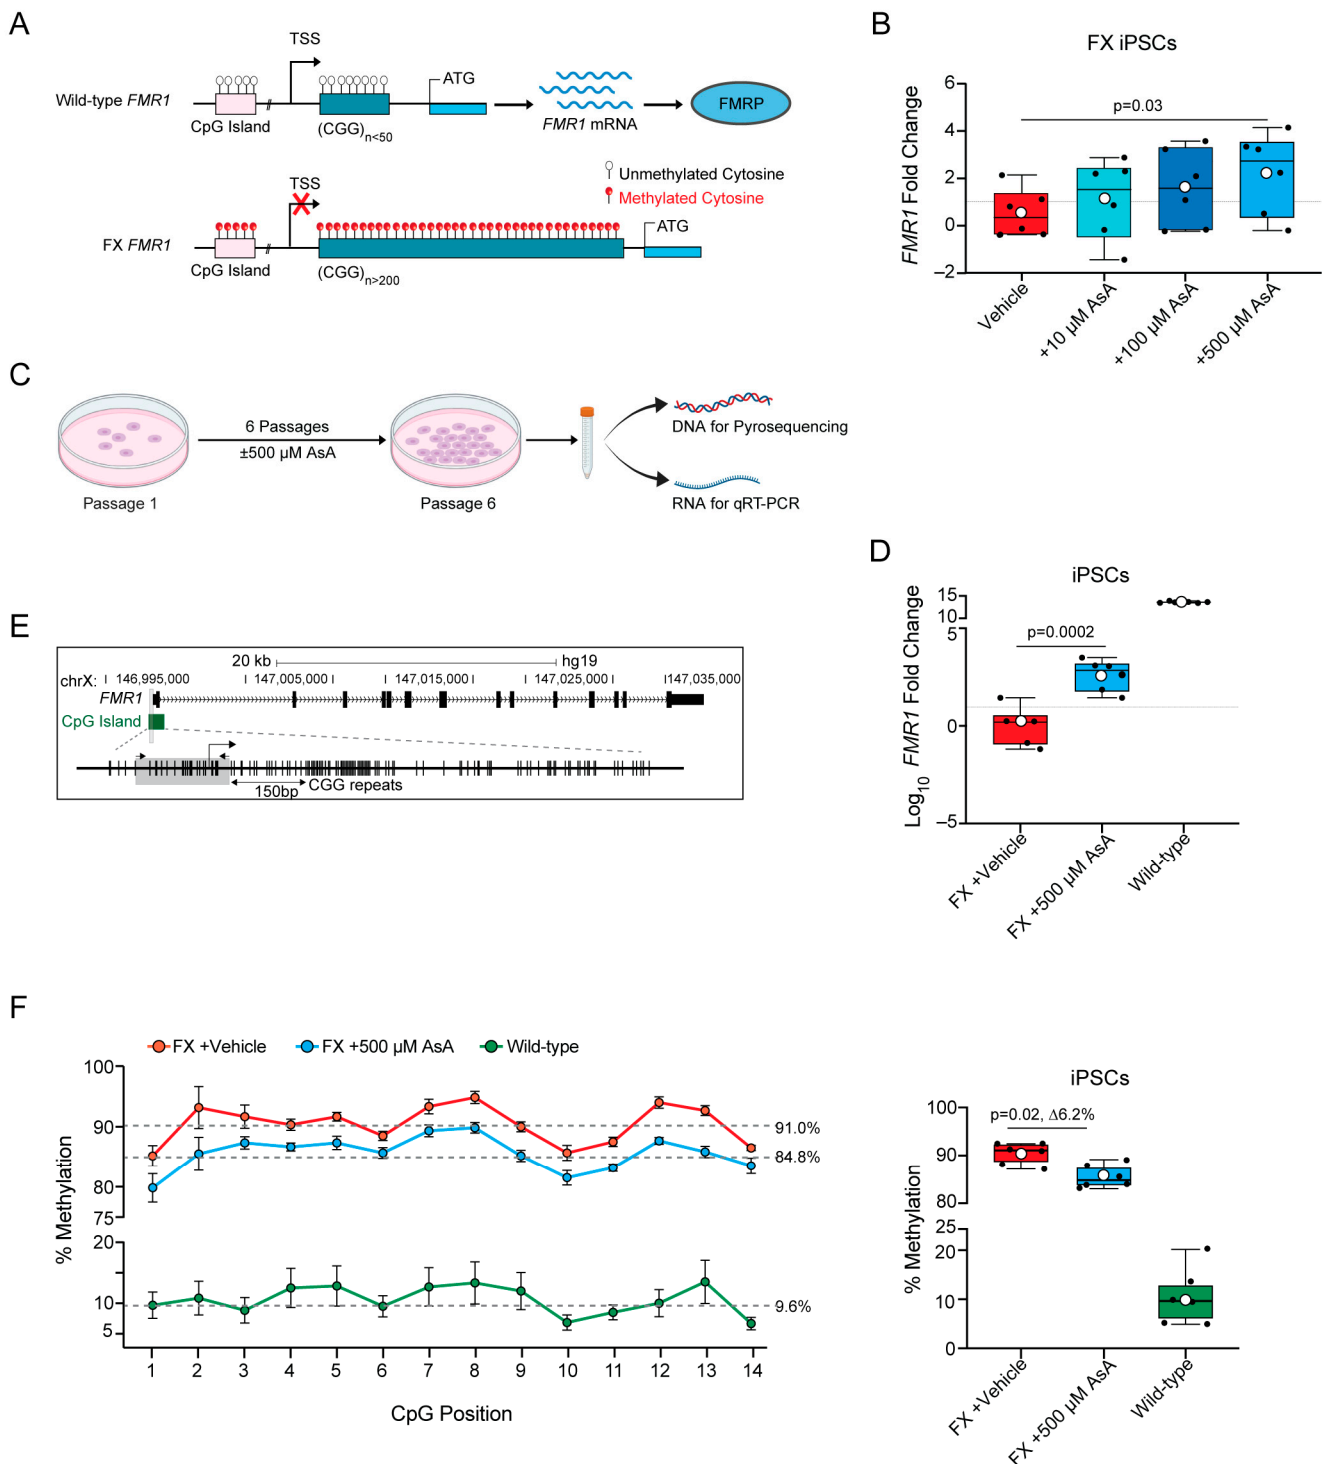 A
TSS
Wild-type FMR1
CpG Island
(CGG)n<50
ATG
FMR1 mRNA
FMRP
Unmethylated Cytosine
Methylated Cytosine
TSS
FX FMR1
CpG Island
(CGG)n>200
ATG
B
FX iPSCs
FMR1 Fold Change
6
4
2
0
–2
p=0.03
Vehicle
+10 µM AsA
+100 µM AsA
+500 µM AsA
C
6 Passages
±500 µM AsA
Passage 1
Passage 6
DNA for Pyrosequencing
RNA for qRT-PCR
D
iPSCs
Log10 FMR1 Fold Change
15
10
5
0
–5
p=0.0002
FX +Vehicle
FX +500 µM AsA
Wild-type
E
20 kb
hg19
chrX:
146,995,000
147,005,000
147,015,000
147,025,000
147,035,000
FMR1
CpG Island
150bp
CGG repeats
F
FX +Vehicle
FX +500 µM AsA
Wild-type
% Methylation
100
90
80
75
20
10
5
91.0%
84.8%
9.6%
1 2 3 4 5 6 7 8 9 10 11 12 13 14
CpG Position
iPSCs
% Methylation
100
90
80
25
20
10
0
p=0.02, Δ6.2%
FX +Vehicle
FX +500 µM AsA
Wild-type